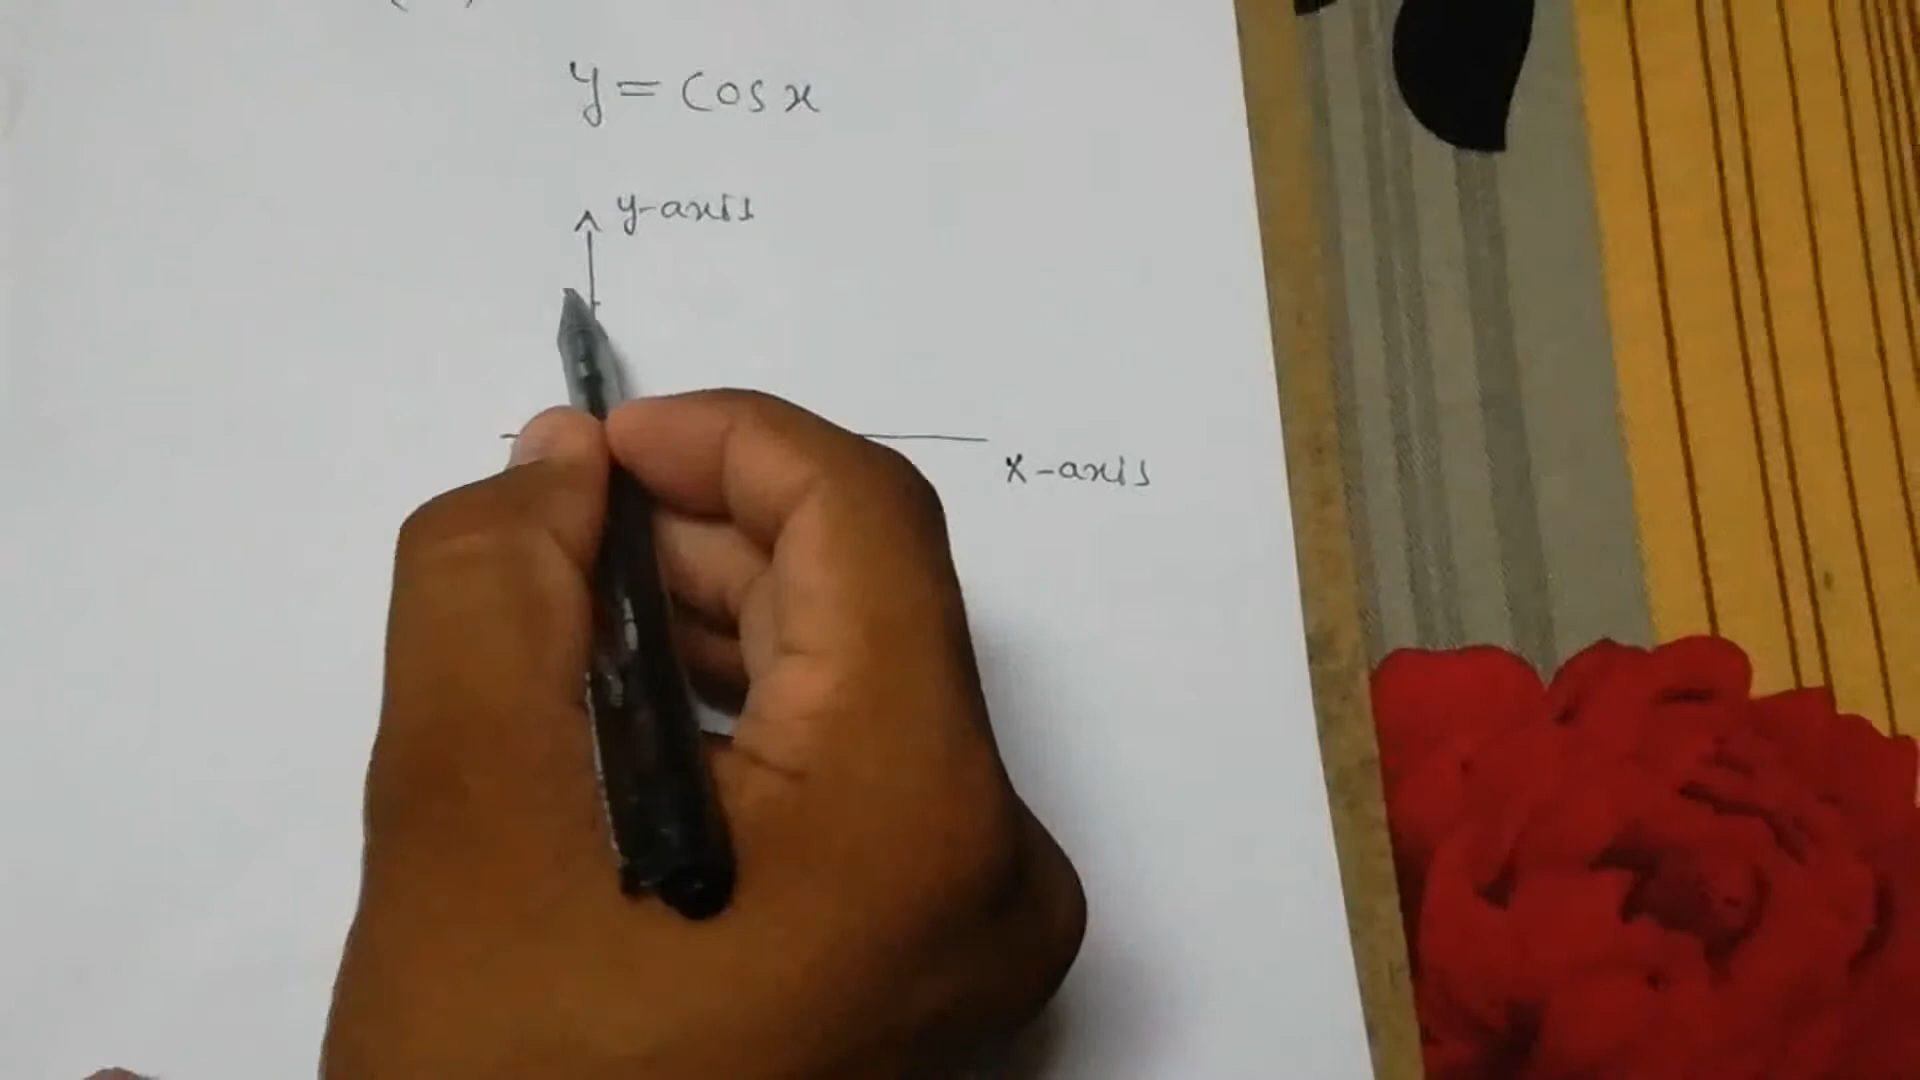 y = cos x
y-axis
x-axis